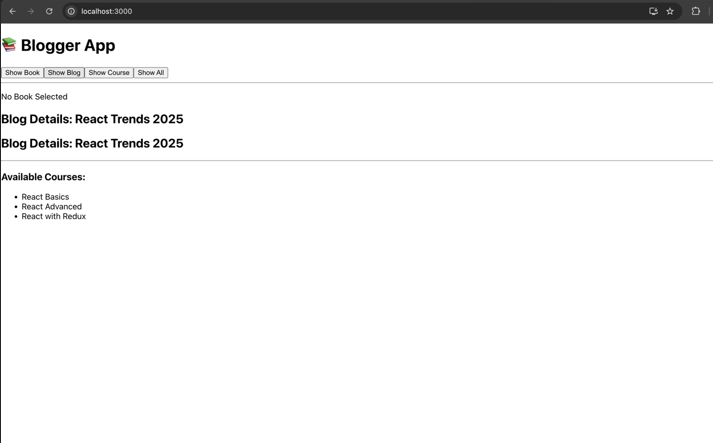 localhost:3000
Blogger App
Show Book Show Blog Show Course Show All
No Book Selected
Blog Details: React Trends 2025
Blog Details: React Trends 2025
Available Courses:
React Basics
React Advanced
React with Redux